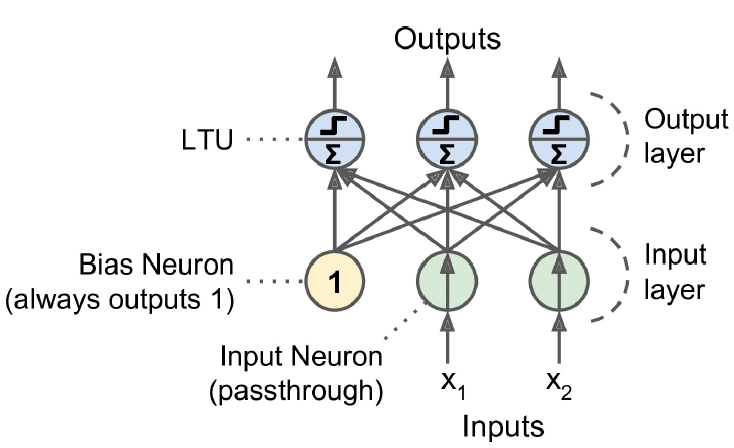 Outputs
LTU
Σ
Σ
Σ
Output
layer
Bias Neuron
(always outputs 1)
1
Input
layer
Input Neuron
(passthrough)
x1
x2
Inputs